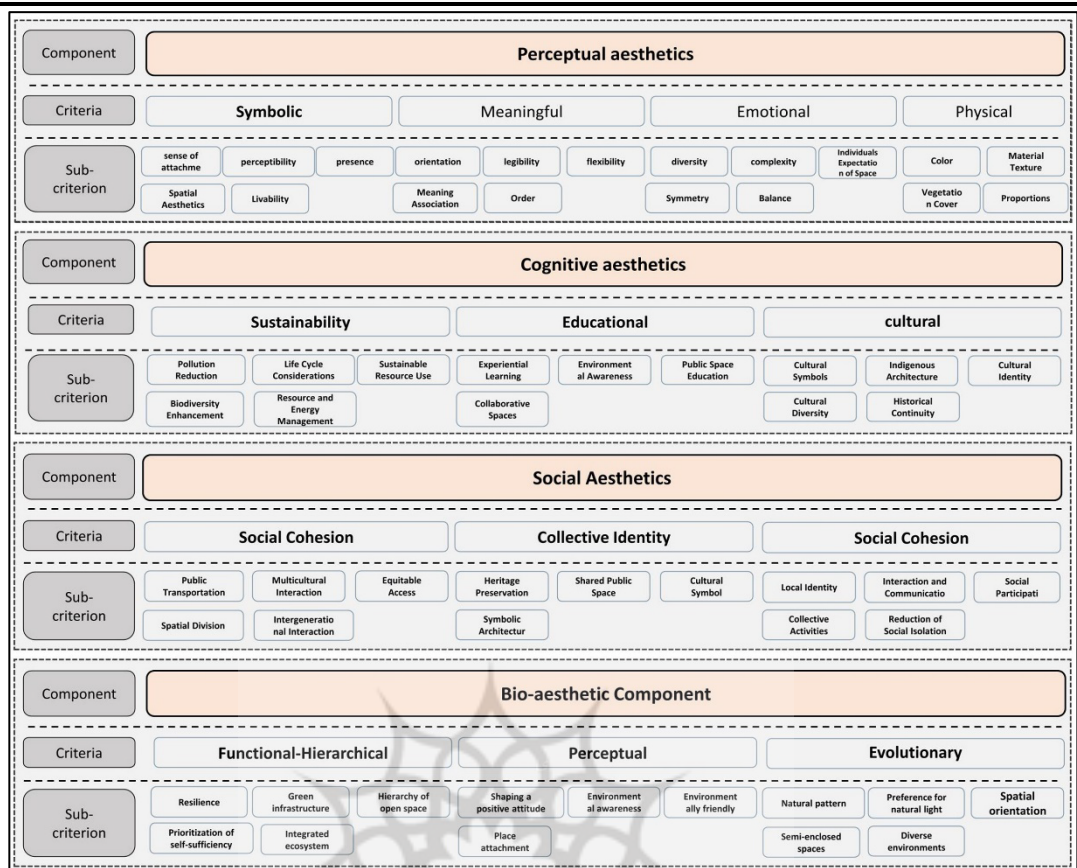 Component
Perceptual aesthetics
Criteria
Symbolic
Meaningful
Emotional
Physical
Sub-
criterion
sense of
attachme
perceptibility
presence
orientation
legibility
flexibility
diversity
complexity
Individuals
Expectatio
n of Space
Color
Material
Texture
Spatial
Aesthetics
Livability
Meaning
Association
Order
Symmetry
Balance
Vegetatio
n Cover
Proportions
Component
Cognitive aesthetics
Criteria
Sustainability
Educational
cultural
Sub-
criterion
Pollution
Reduction
Life Cycle
Considerations
Sustainable
Resource Use
Experiential
Learning
Environment
al Awareness
Public Space
Education
Cultural
Symbols
Indigenous
Architecture
Cultural
Identity
Biodiversity
Enhancement
Resource and
Energy
Management
Collaborative
Spaces
Cultural
Diversity
Historical
Continuity
Component
Social Aesthetics
Criteria
Social Cohesion
Collective Identity
Social Cohesion
Sub-
criterion
Public
Transportation
Multicultural
Interaction
Equitable
Access
Heritage
Preservation
Shared Public
Space
Cultural
Symbol
Local Identity
Interaction and
Communicatio
Social
Participati
Spatial Division
Intergeneratio
nal Interaction
Symbolic
Architectur
Collective
Activities
Reduction of
Social Isolation
Component
Bio-aesthetic Component
Criteria
Functional-Hierarchical
Perceptual
Evolutionary
Sub-
criterion
Resilience
Green
infrastructure
Hierarchy of
open space
Shaping a
positive attitude
Environment
al awareness
Environment
ally friendly
Natural pattern
Preference for
natural light
Spatial
orientation
Prioritization of
self-sufficiency
Integrated
ecosystem
Place
attachment
Semi-enclosed
spaces
Diverse
environments